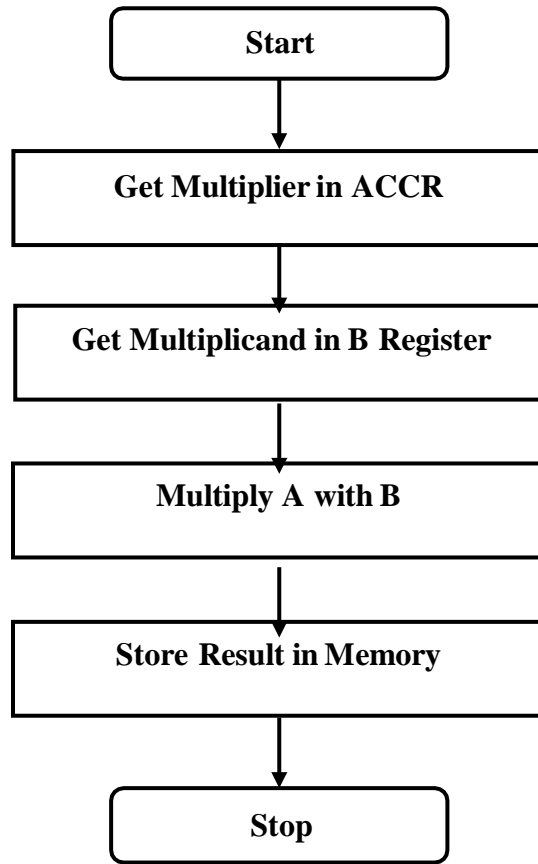 Start
Get Multiplier in ACCR
Get Multiplicand in B Register
Multiply A with B
Store Result in Memory
Stop